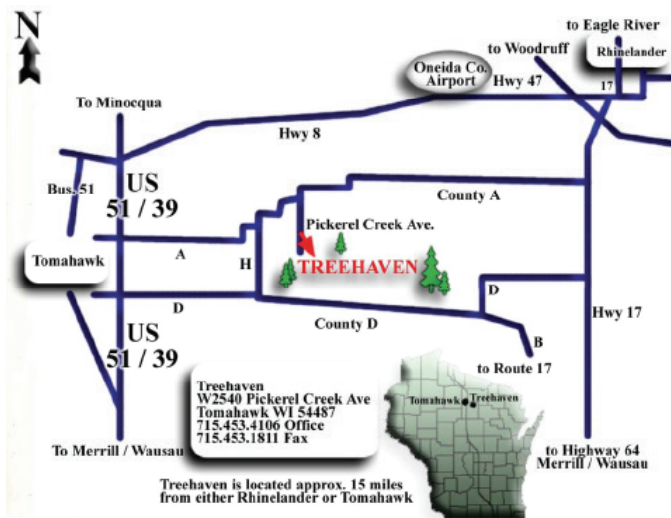 N
to Eagle River
to Woodruff
Rhinelander
Oneida Co.
Airport
Hwy 47
17
To Minocqua
Hwy 8
Bus. 51
US
51 / 39
County A
Pickerel Creek Ave.
A
H
TREEHAVEN
Tomahawk
D
D
County D
Hwy 17
US
51 / 39
B
to Route 17
Treehaven
W2540 Pickerel Creek Ave
Tomahawk WI 54487
715.453.4106 Office
715.453.1811 Fax
Tomahawk
Treehaven
To Merrill / Wausau
to Highway 64
Merrill / Wausau
Treehaven is located approx. 15 miles
from either Rhinelander or Tomahawk